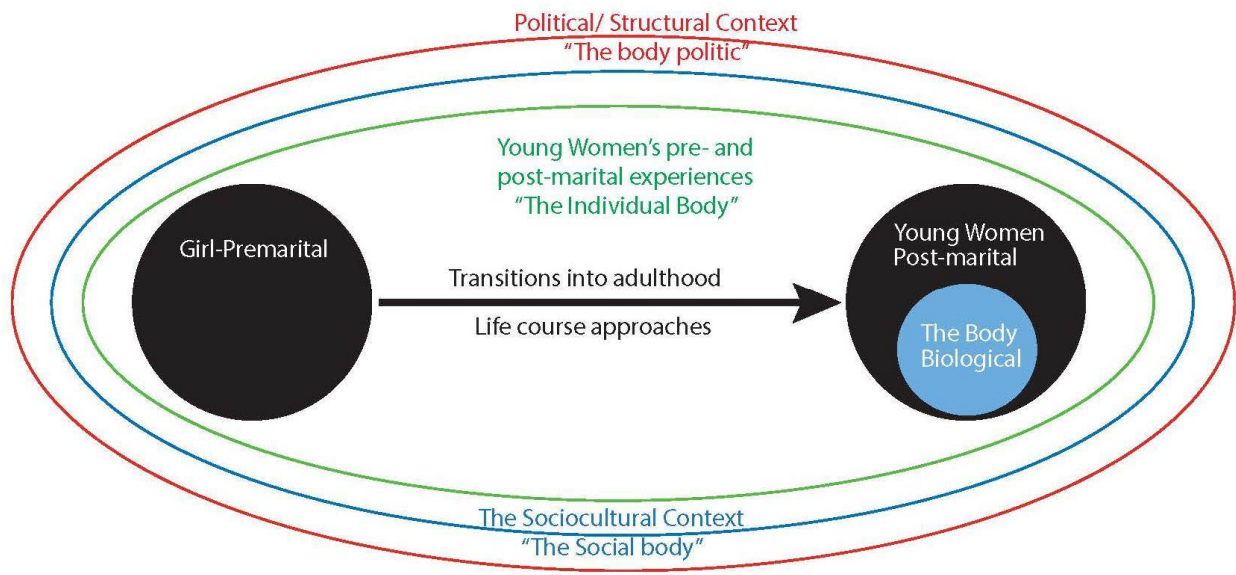 Political/ Structural Context
“The body politic”
Young Women’s pre- and
post-marital experiences
“The Individual Body”
Girl-Premarital
Transitions into adulthood
Life course approaches
Young Women
Post-marital
The Body
Biological
The Sociocultural Context
“The Social body”